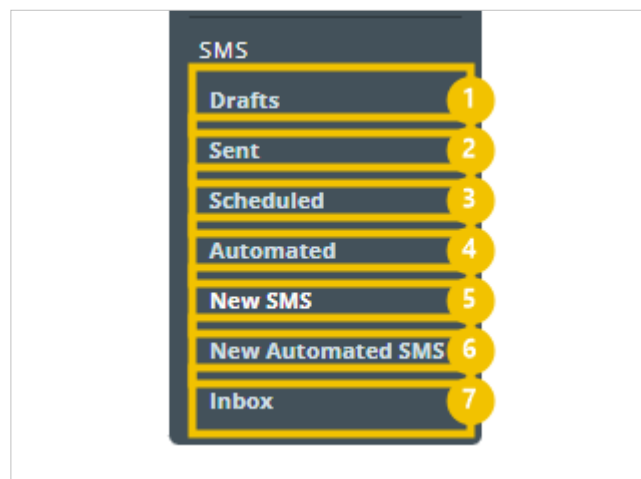 SMS
Drafts 1
Sent 2
Scheduled 3
Automated 4
New SMS 5
New Automated SMS 6
Inbox 7